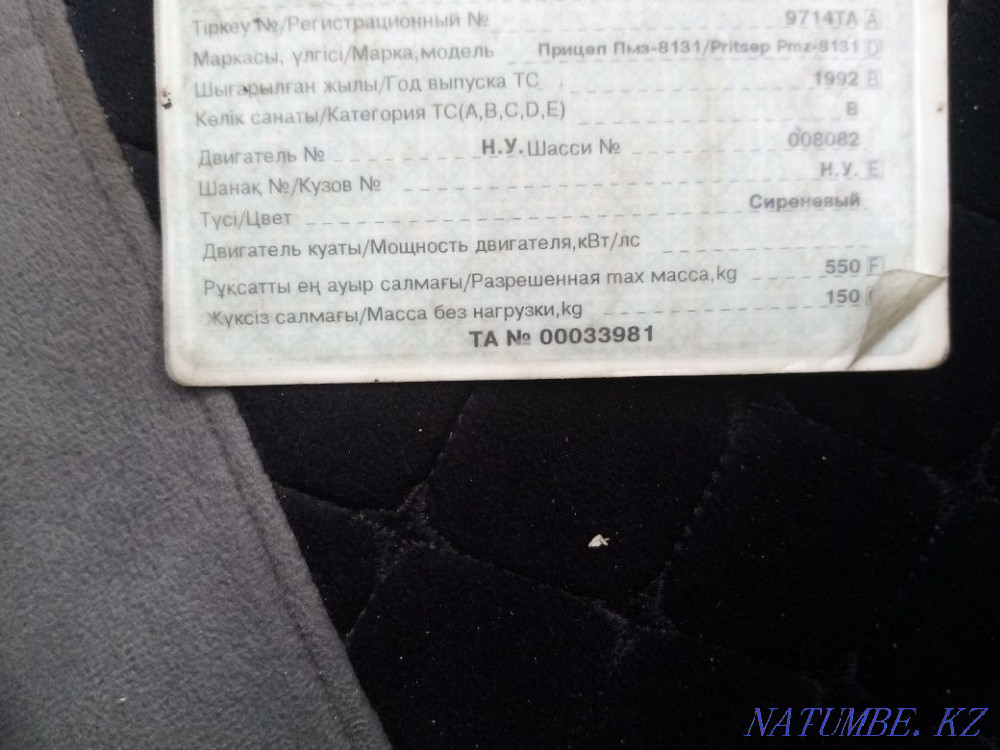 Тіркеу №/Регистрационный № 9714TA A
Маркасы, үлгісі/Марка,модель Прицеп Пмз-8131/Pritsep Pmz-8131 D
Шығарылған жылы/Год выпуска ТС 1992 B
Көлік санаты/Категория ТС(A,B,C,D,E) B
Двигатель № Н.У. Шасси № 008082
Шанақ №/Кузов № Н.У. E
Түсі/Цвет Сиреневый
Двигатель куаты/Мощность двигателя,кВт/лс
Рұқсатты ең ауыр салмағы/Разрешенная max масса,kg 550 F
Жүксіз салмағы/Масса без нагрузки,kg 150
TA № 00033981
NATUMBE.KZ